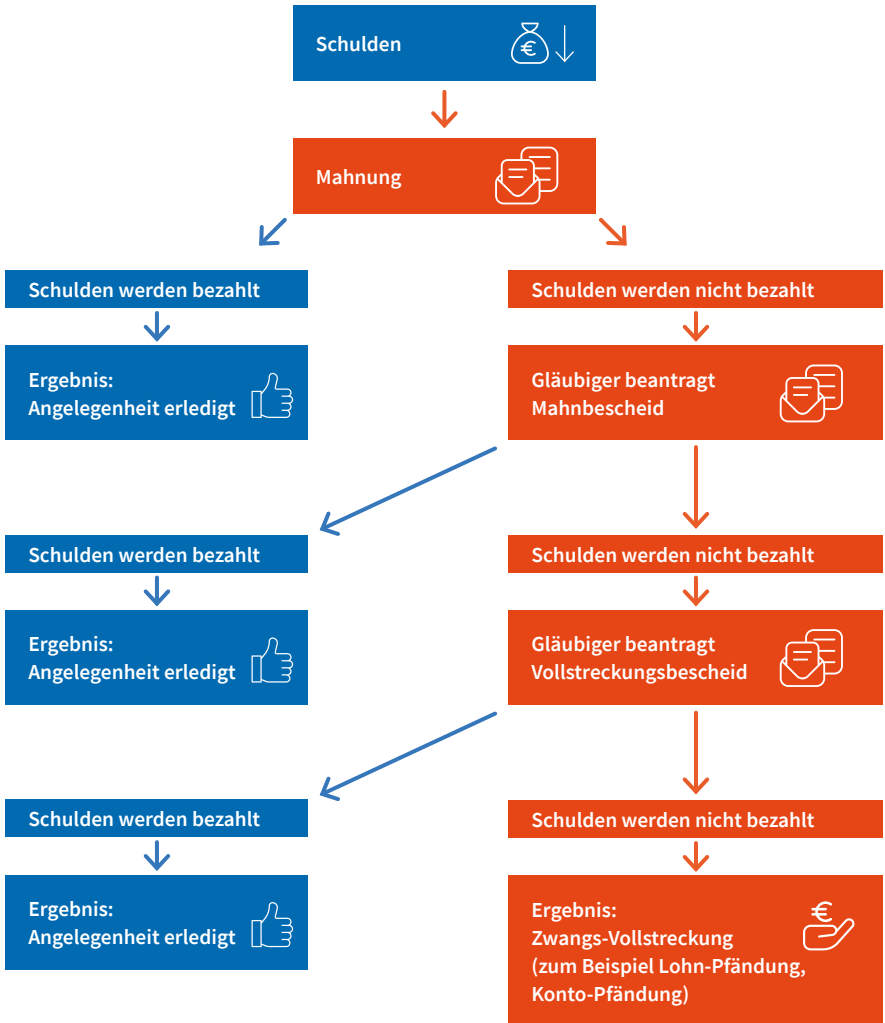 Schulden
Mahnung
Schulden werden bezahlt
Schulden werden nicht bezahlt
Ergebnis:
Angelegenheit erledigt
Gläubiger beantragt
Mahnbescheid
Schulden werden bezahlt
Schulden werden nicht bezahlt
Ergebnis:
Angelegenheit erledigt
Gläubiger beantragt
Vollstreckungsbescheid
Schulden werden bezahlt
Schulden werden nicht bezahlt
Ergebnis:
Angelegenheit erledigt
Ergebnis:
Zwangs-Vollstreckung
(zum Beispiel Lohn-Pfändung,
Konto-Pfändung)